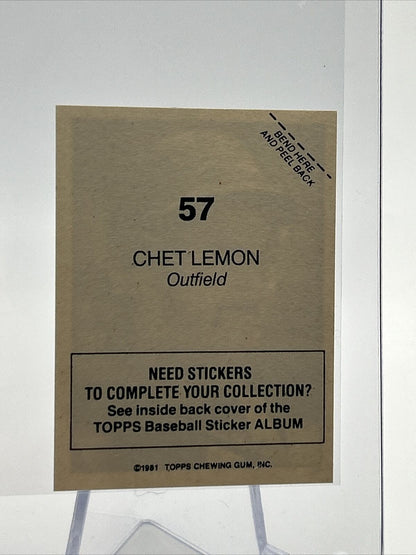 BEND HERE
AND PEEL BACK
57
CHET LEMON
Outfield
NEED STICKERS
TO COMPLETE YOUR COLLECTION?
See inside back cover of the
TOPPS Baseball Sticker ALBUM
©1981 TOPPS CHEWING GUM, INC.